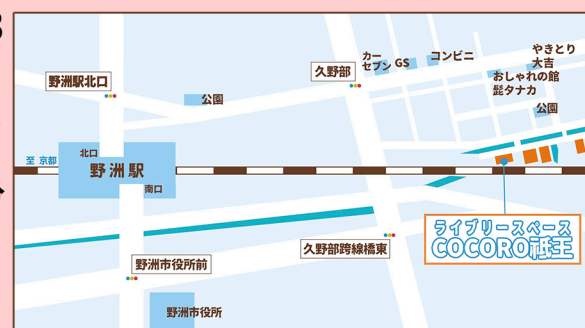 カー
セブン
GS
コンビニ
やきとり
大吉
おしゃれの館
髭タナカ
公園
久野部
野洲駅北口
公園
至 京都
北口
野洲駅
南口
ライブリースペース
COCORO祇王
久野部跨線橋東
野洲市役所前
野洲市役所